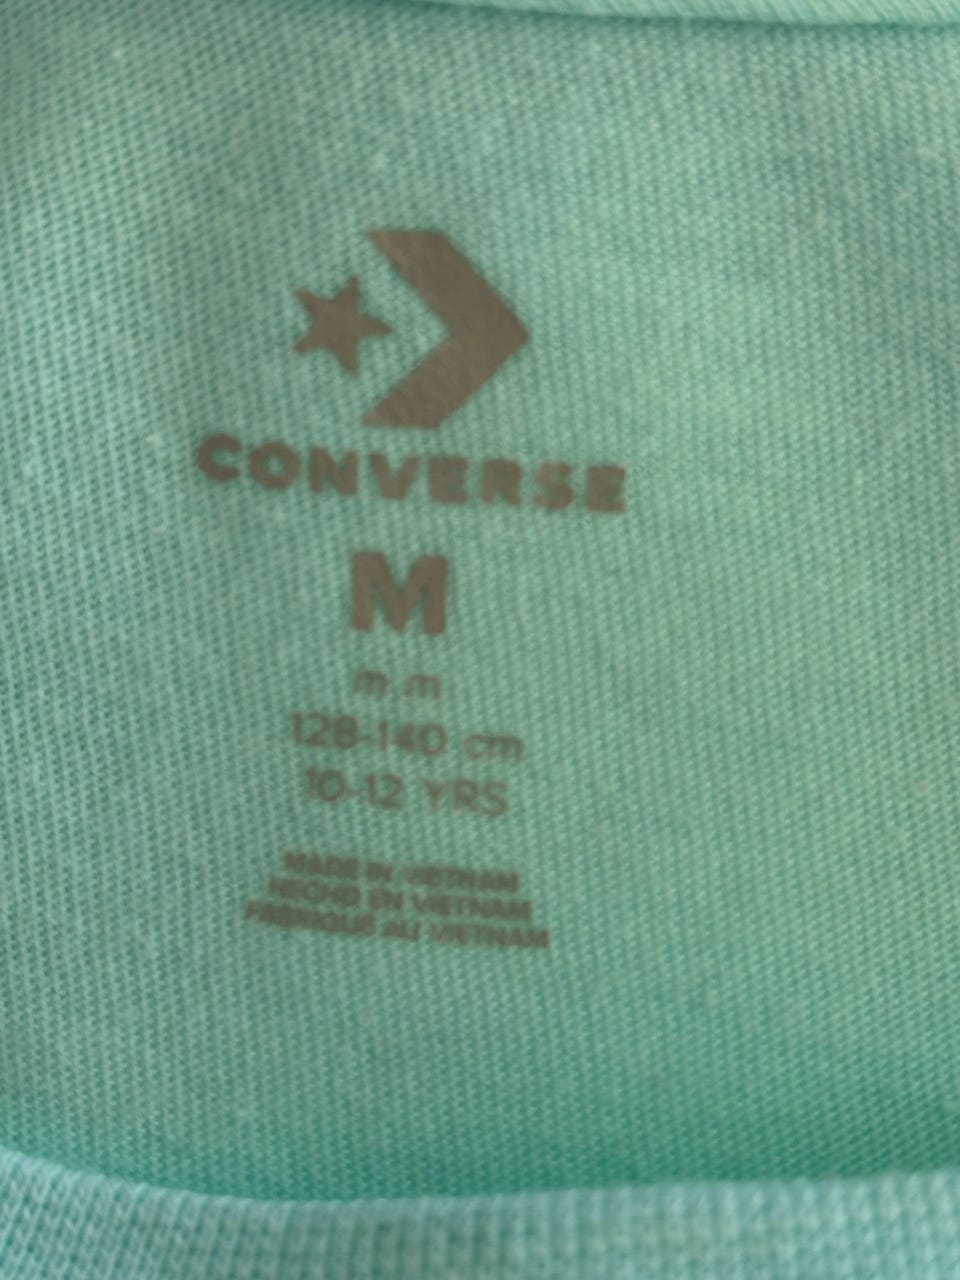 CONVERSE
M
m m
128-140 cm
10-12 YRS
MADE IN VIETNAM
HECHO EN VIETNAM
FABRIQUE AU VIETNAM